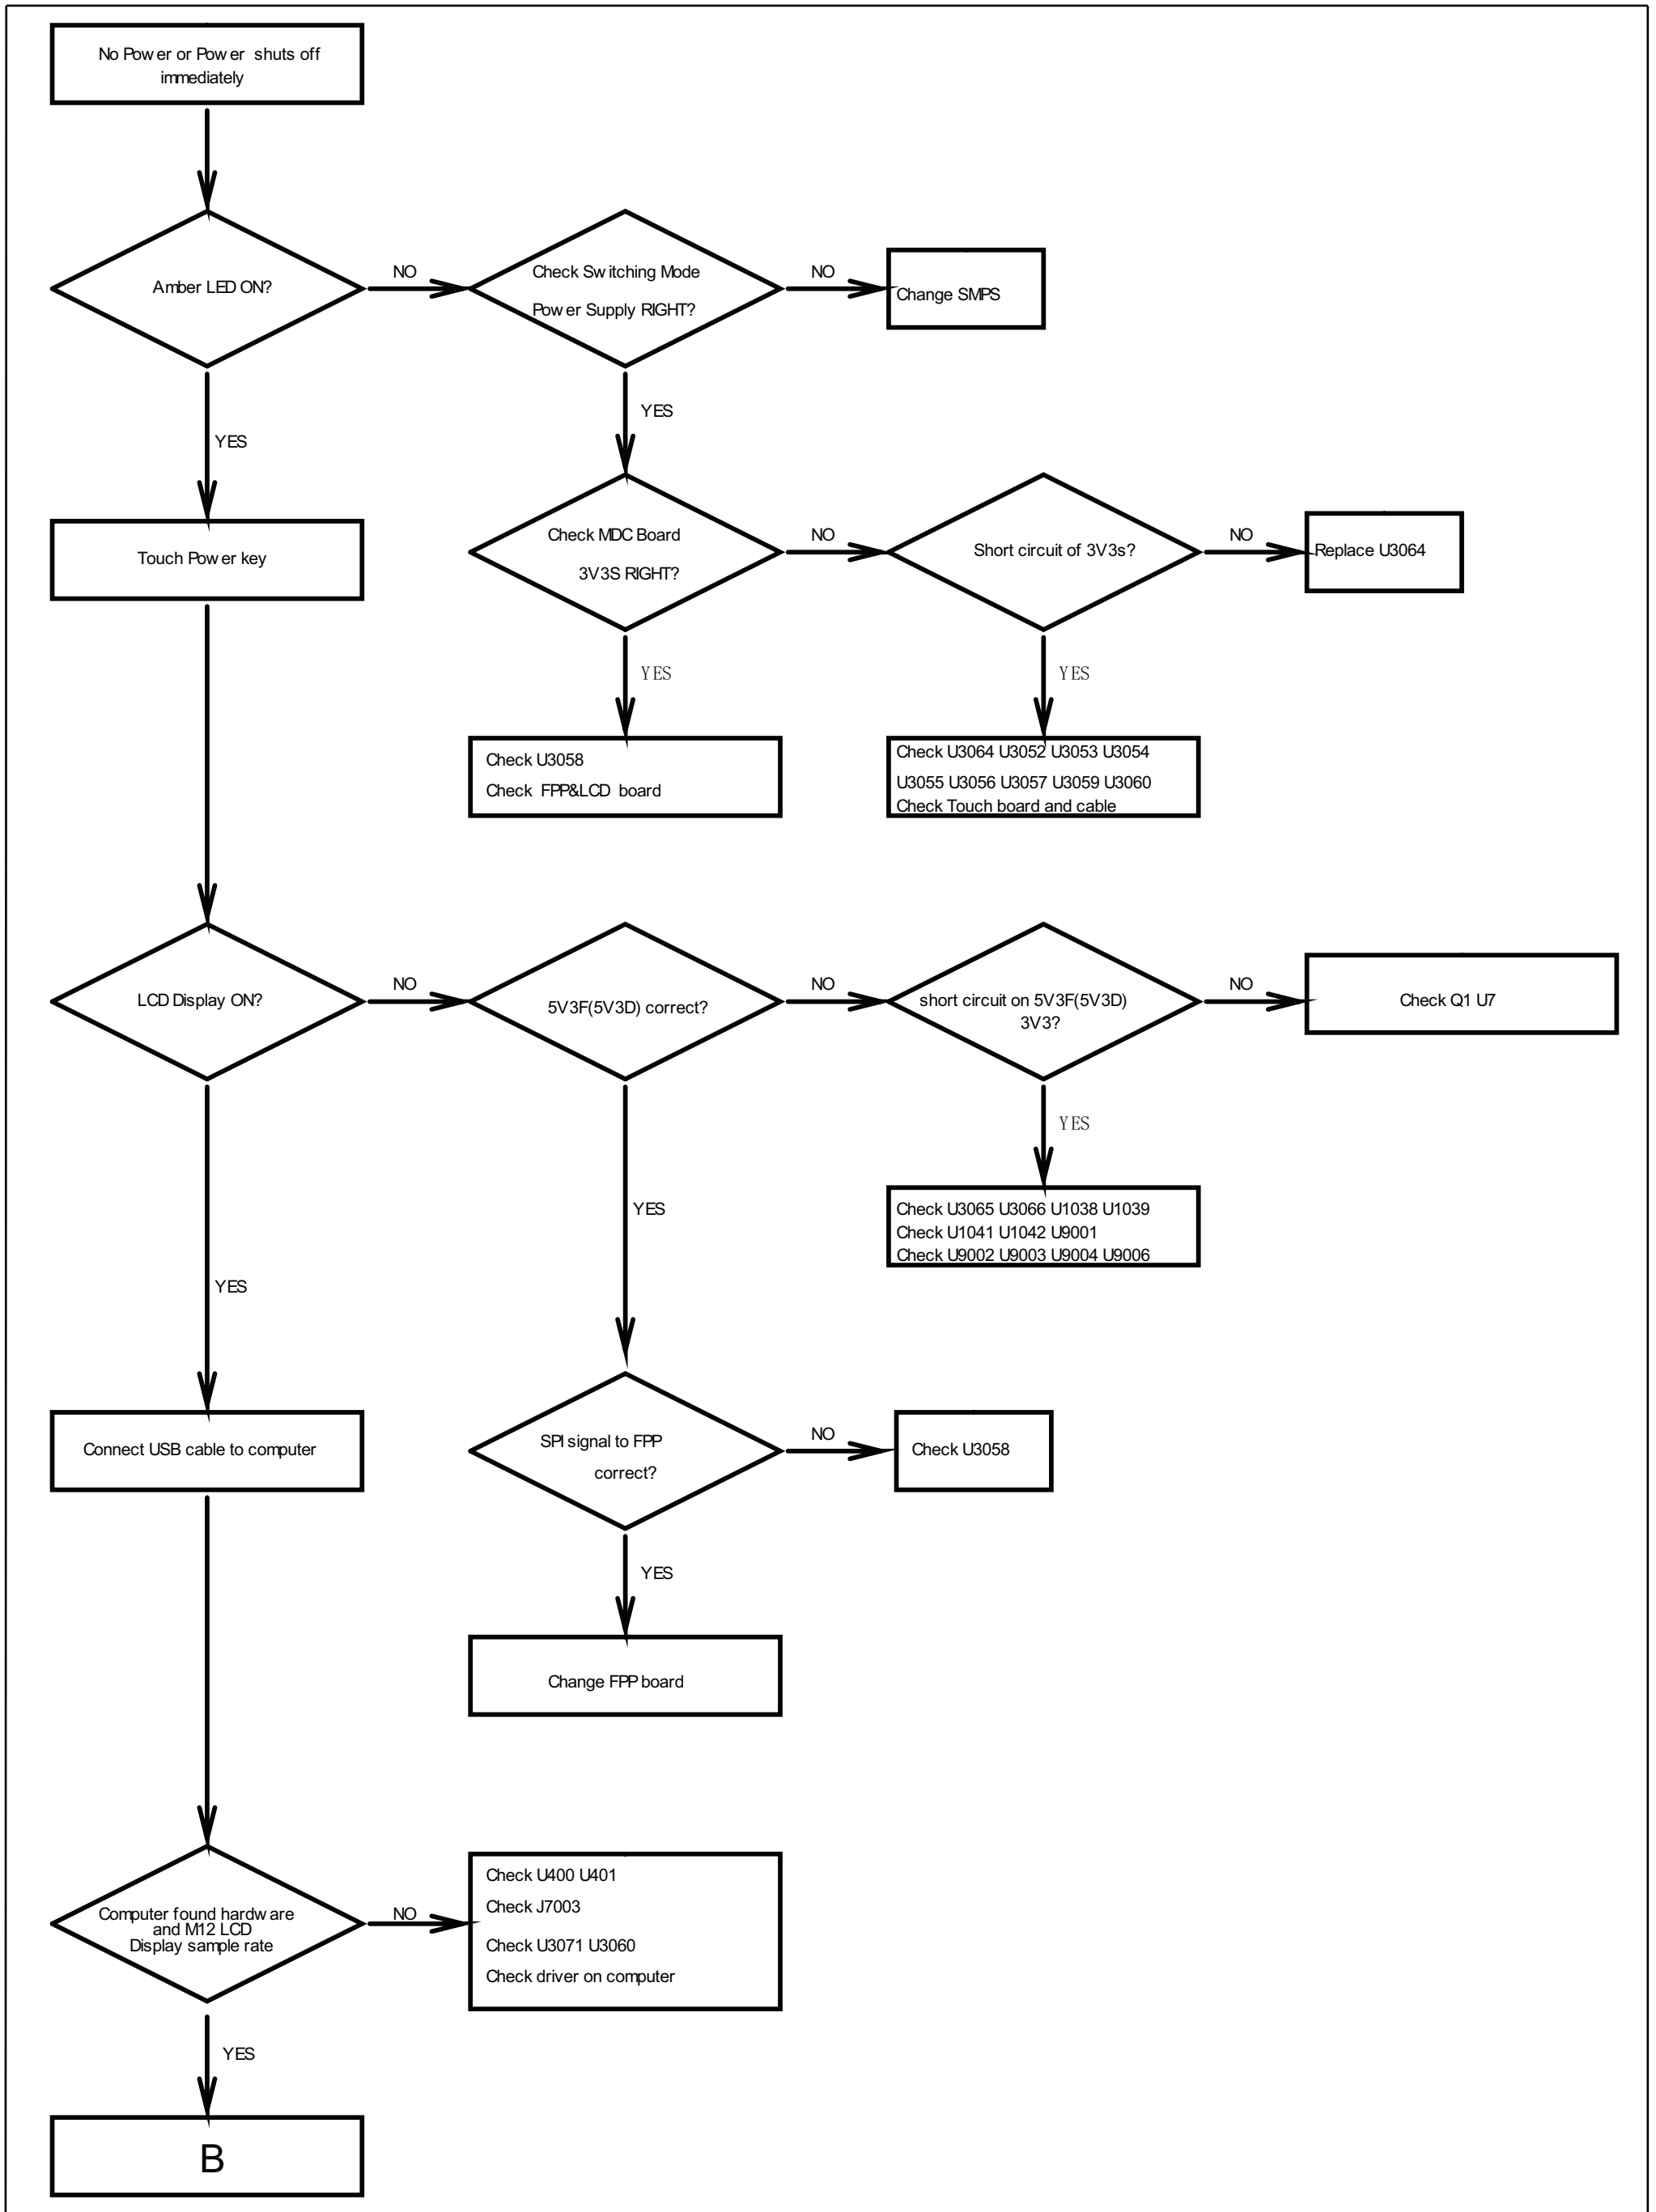 No Power or Power shuts off
immediately
Amber LED ON?
NO
Check Switching Mode
Power Supply RIGHT?
NO
Change SMPS
YES
YES
Touch Power key
Check MDC Board
3V3S RIGHT?
NO
Short circuit of 3V3s?
NO
Replace U3064
YES
YES
Check U3058
Check FPP&LCD board
Check U3064 U3052 U3053 U3054
U3055 U3056 U3057 U3059 U3060
Check Touch board and cable
LCD Display ON?
NO
5V3F(5V3D) correct?
NO
short circuit on 5V3F(5V3D)
3V3?
NO
Check Q1 U7
YES
YES
Check U3065 U3066 U1038 U1039
Check U1041 U1042 U9001
Check U9002 U9003 U9004 U9006
YES
Connect USB cable to computer
SPI signal to FPP
correct?
NO
Check U3058
YES
Change FPP board
Computer found hardware
and M12 LCD
Display sample rate
NO
Check U400 U401
Check J7003
Check U3071 U3060
Check driver on computer
YES
B